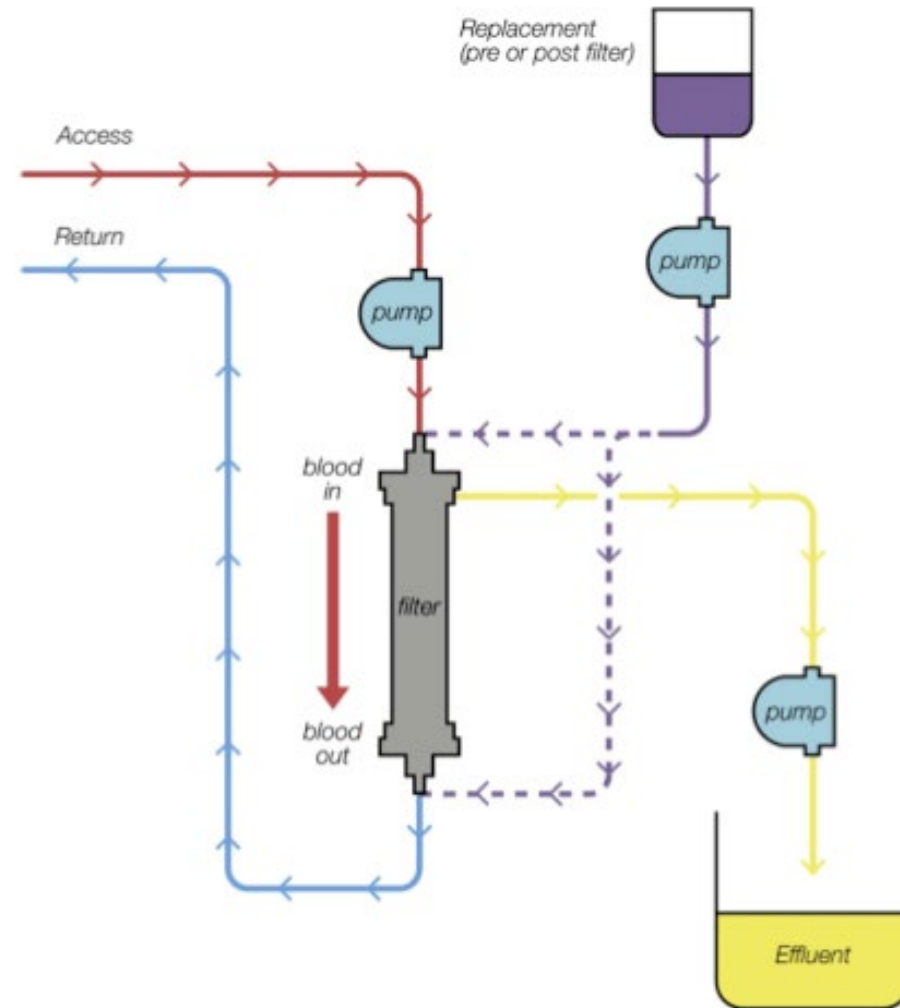 Replacement
(pre or post filter)
Access
Return
pump
pump
blood
in
filter
blood
out
pump
Effluent